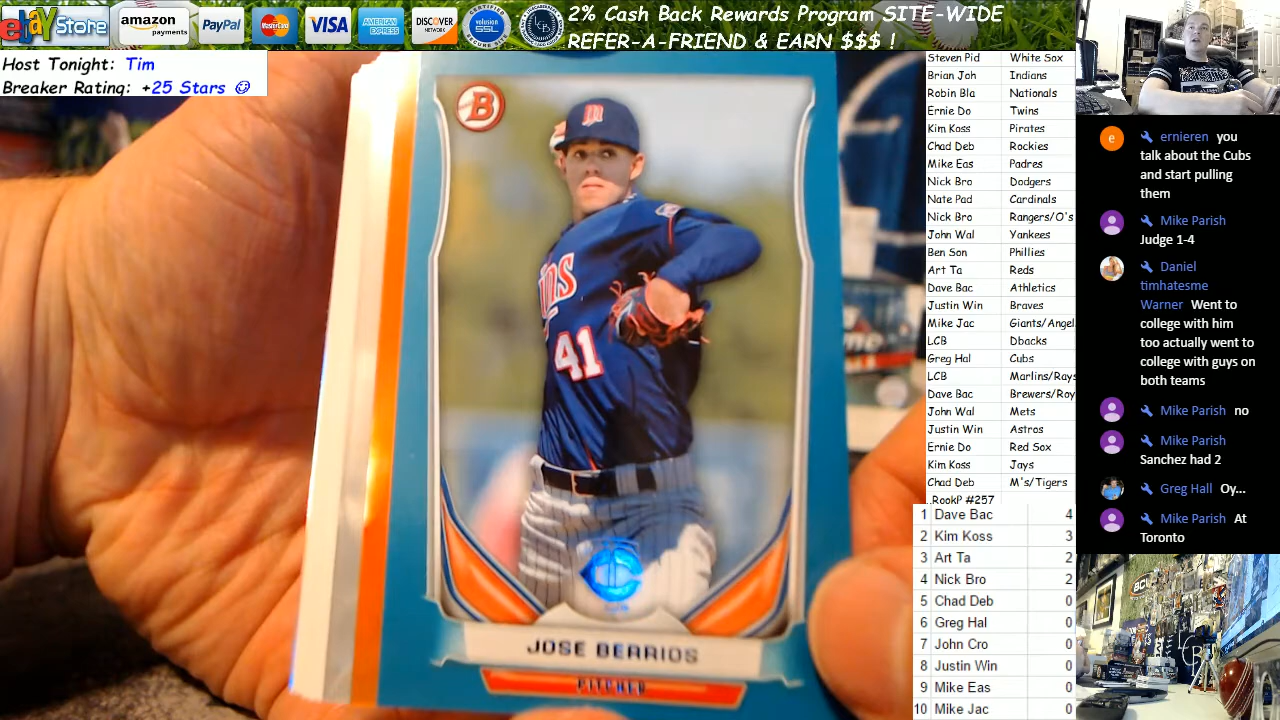 ebay Store
amazon payments
PayPal
MasterCard
VISA
AMERICAN EXPRESS
DISCOVER NETWORK
SSL
2% Cash Back Rewards Program SITE-WIDE
REFER-A-FRIEND & EARN $$$ !
Host Tonight: Tim
Breaker Rating: +25 Stars
B
41
JOSE BERRIOS
PITCHER
Steven Pid White Sox
Brian Joh Indians
Robin Bla Nationals
Ernie Do Twins
Kim Koss Pirates
Chad Deb Rockies
Mike Eas Padres
Nick Bro Dodgers
Nate Pad Cardinals
Nick Bro Rangers/O's
John Wal Yankees
Ben Son Phillies
Art Ta Reds
Dave Bac Athletics
Justin Win Braves
Mike Jac Giants/Angel
LCB Dbacks
Greg Hal Cubs
LCB Marlins/Rays
Dave Bac Brewers/Roy
John Wal Mets
Justin Win Astros
Ernie Do Red Sox
Kim Koss Jays
Chad Deb M's/Tigers
RookP #257
1 Dave Bac 4
2 Kim Koss 3
3 Art Ta 2
4 Nick Bro 2
5 Chad Deb 0
6 Greg Hal 0
7 John Cro 0
8 Justin Win 0
9 Mike Eas 0
10 Mike Jac 0
e
ernieren you
talk about the Cubs
and start pulling
them
Mike Parish
Judge 1-4
Daniel
timhatesme
Warner Went to
college with him
too actually went to
college with guys on
both teams
Mike Parish no
Mike Parish
Sanchez had 2
Greg Hall Oy...
Mike Parish At
Toronto